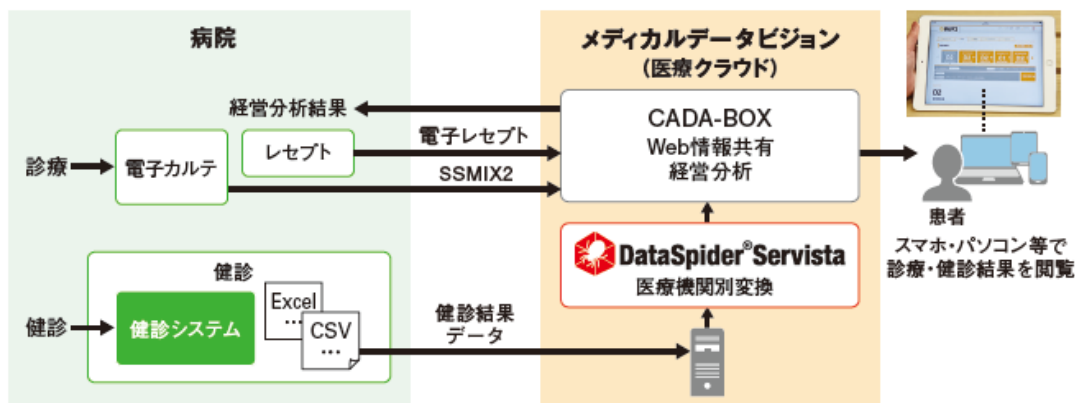 病院
メディカルデータビジョン
（医療クラウド）
経営分析結果
診療
電子カルテ
レセプト
電子レセプト
SSMIX2
CADA-BOX
Web情報共有
経営分析
患者
スマホ・パソコン等で
診療・健診結果を閲覧
DataSpider®Servista
医療機関別変換
健診
健診
健診システム
Excel
...
CSV
...
健診結果
データ